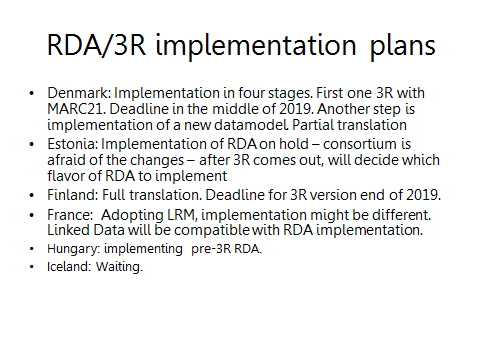 RDA/3R implementation plans
• Denmark: Implementation in four stages. First one 3R with
MARC21. Deadline in the middle of 2019. Another step is
implementation of a new datamodel. Partial translation
• Estonia: Implementation of RDA on hold – consortium is
afraid of the changes – after 3R comes out, will decide which
flavor of RDA to implement
• Finland: Full translation. Deadline for 3R version end of 2019.
• France: Adopting LRM, implementation might be different.
Linked Data will be compatible with RDA implementation.
• Hungary: implementing pre-3R RDA.
• Iceland: Waiting.